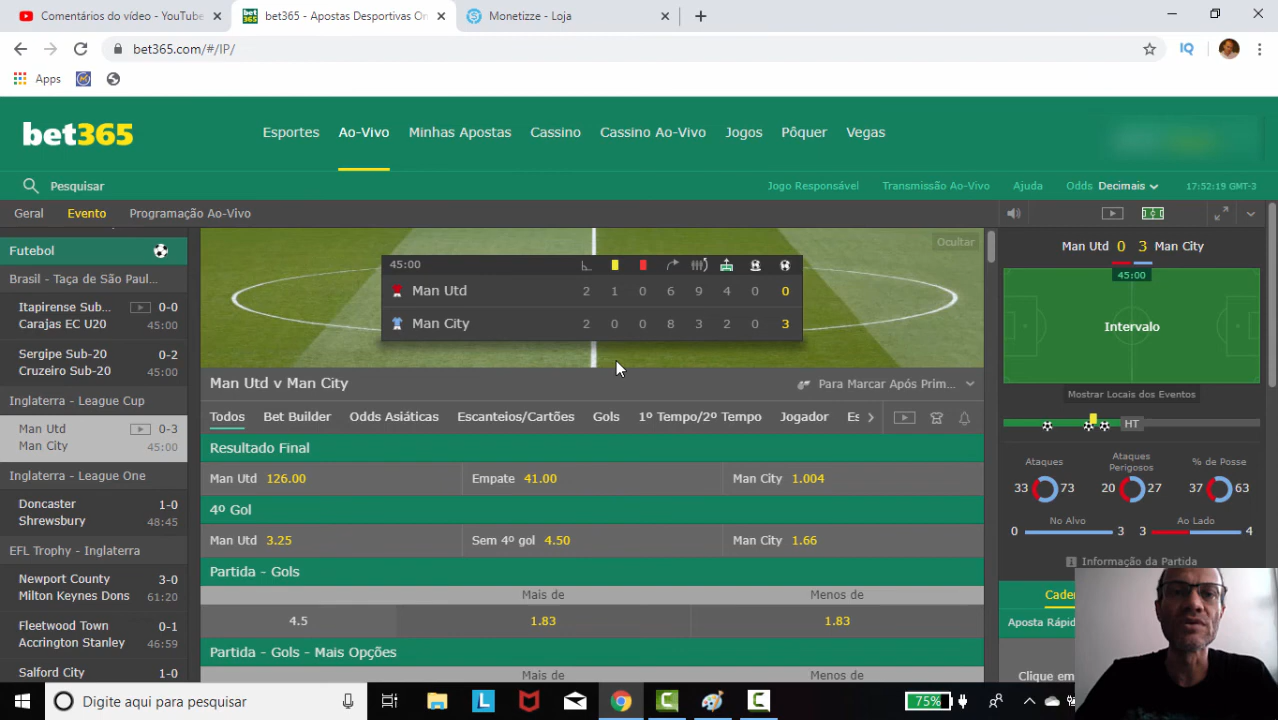 Comentários do vídeo - YouTube
bet365 - Apostas Desportivas On
Monetizze - Loja
bet365.com/#/IP/
IQ
Apps
bet365
Esportes
Ao-Vivo
Minhas Apostas
Cassino
Cassino Ao-Vivo
Jogos
Pôquer
Vegas
Pesquisar
Jogo Responsável
Transmissão Ao-Vivo
Ajuda
Odds Decimais
17:52:19 GMT-3
Geral
Evento
Programação Ao-Vivo
Futebol
Brasil - Taça de São Paul...
Itapirense Sub... 0-0
Carajas EC U20 45:00
Sergipe Sub-20 0-2
Cruzeiro Sub-20 45:00
Inglaterra - League Cup
Man Utd 0-3
Man City 45:00
Inglaterra - League One
Doncaster 1-0
Shrewsbury 48:45
EFL Trophy - Inglaterra
Newport County 3-0
Milton Keynes Dons 61:20
Fleetwood Town 0-1
Accrington Stanley 46:59
Salford City 1-0
Ocultar
45:00
Man Utd 2 1 0 6 9 4 0 0
Man City 2 0 0 8 3 2 0 3
Man Utd v Man City
Para Marcar Após Prim...
Todos
Bet Builder
Odds Asiáticas
Escanteios/Cartões
Gols
1º Tempo/2º Tempo
Jogador
Es
Resultado Final
Man Utd 126.00
Empate 41.00
Man City 1.004
4º Gol
Man Utd 3.25
Sem 4º gol 4.50
Man City 1.66
Partida - Gols
Mais de
Menos de
4.5 1.83 1.83
Partida - Gols - Mais Opções
Mais de
Menos de
Man Utd 0 3 Man City
45:00
Intervalo
Mostrar Locais dos Eventos
HT
Ataques
33 73
Ataques Perigosos
20 27
% de Posse
37 63
No Alvo
0 3
Ao Lado
3 4
Informação da Partida
Cader
Aposta Rápid
Clique em
Digite aqui para pesquisar
L
C
C
75%